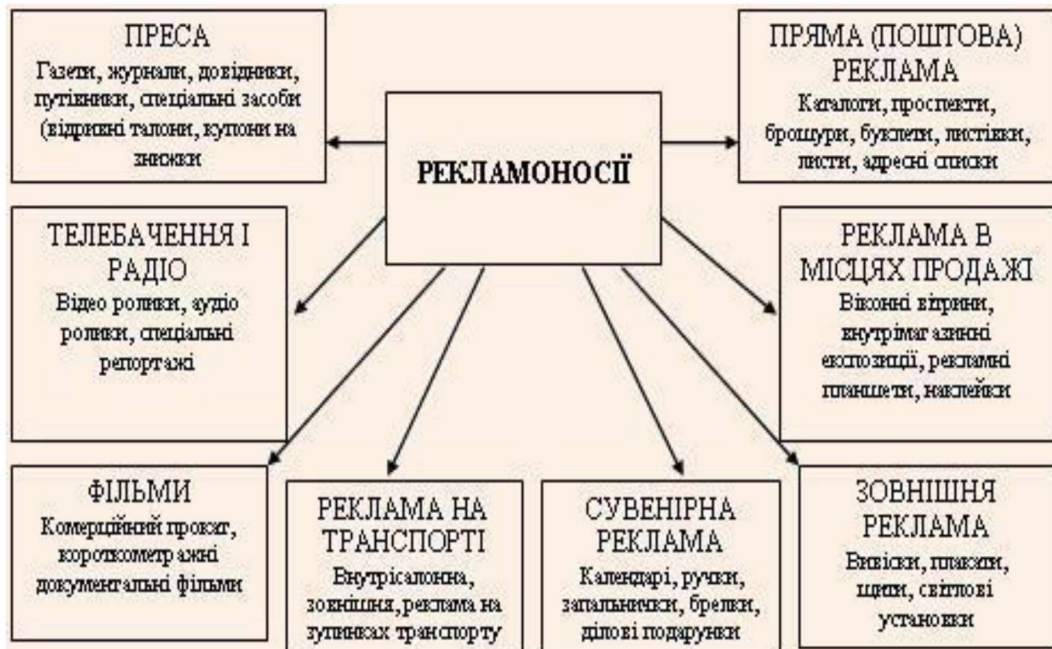 ПРЕСА
Газети, журнали, довідники,
путівники, спеціальні засоби
(відривні талони, купони на
знижки
ПРЯМА (ПОШТОВА)
РЕКЛАМА
Каталоги, проспекти,
брошури, буклети, листівки,
листи, адресні списки
РЕКЛАМОНОСІЇ
ТЕЛЕБАЧЕННЯ І
РАДІО
Відео ролики, аудіо
ролики, спеціальні
репортажі
РЕКЛАМА В
МІСЦЯХ ПРОДАЖІ
Віконні вітрини,
внутрімагазинні
експозиції, рекламні
планшети, наклейки
ФІЛЬМИ
Комерційний прокат,
короткометражні
документальні фільми
РЕКЛАМА НА
ТРАНСПОРТІ
Внутрісалонна,
зовнішня, реклама на
зупинках транспорту
СУВЕНІРНА
РЕКЛАМА
Календарі, ручки,
запальнички, брелки,
ділові подарунки
ЗОВНІШНЯ
РЕКЛАМА
Вивіски, плакати,
щити, світлові
установки